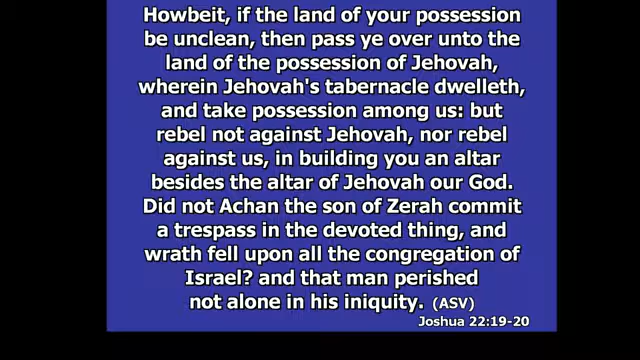 Howbeit, if the land of your possession
be unclean, then pass ye over unto the
land of the possession of Jehovah,
wherein Jehovah's tabernacle dwelleth,
and take possession among us: but
rebel not against Jehovah, nor rebel
against us, in building you an altar
besides the altar of Jehovah our God.
Did not Achan the son of Zerah commit
a trespass in the devoted thing, and
wrath fell upon all the congregation of
Israel? and that man perished
not alone in his iniquity. (ASV)
Joshua 22:19-20